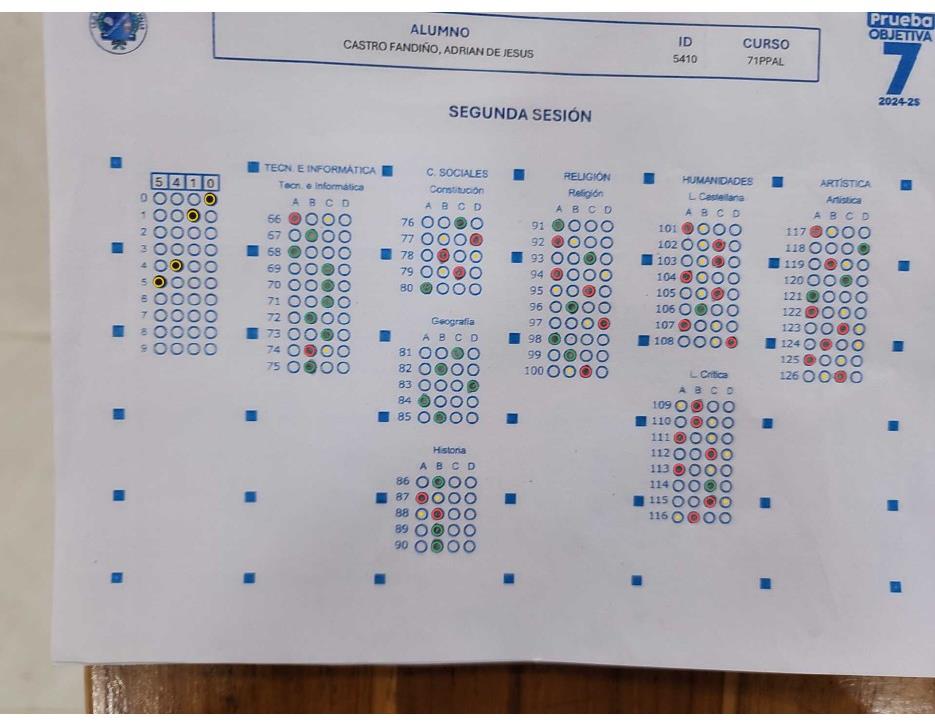 ALUMNO
CASTRO FANDIÑO, ADRIAN DE JESUS
ID
5410
CURSO
71PPAL
Prueba
OBJETIVA
7
2024-25
SEGUNDA SESIÓN
5 4 1 0
0
1
2
3
4
5
6
7
8
9
TECN. E INFORMÁTICA
Tecn. e Informática
A B C D
66
67
68
69
70
71
72
73
74
75
C. SOCIALES
Constitución
A B C D
76
77
78
79
80
Geografía
A B C D
81
82
83
84
85
Historia
A B C D
86
87
88
89
90
RELIGIÓN
Religión
A B C D
91
92
93
94
95
96
97
98
99
100
HUMANIDADES
L. Castellana
A B C D
101
102
103
104
105
106
107
108
L. Crítica
A B C D
109
110
111
112
113
114
115
116
ARTÍSTICA
Artística
A B C D
117
118
119
120
121
122
123
124
125
126